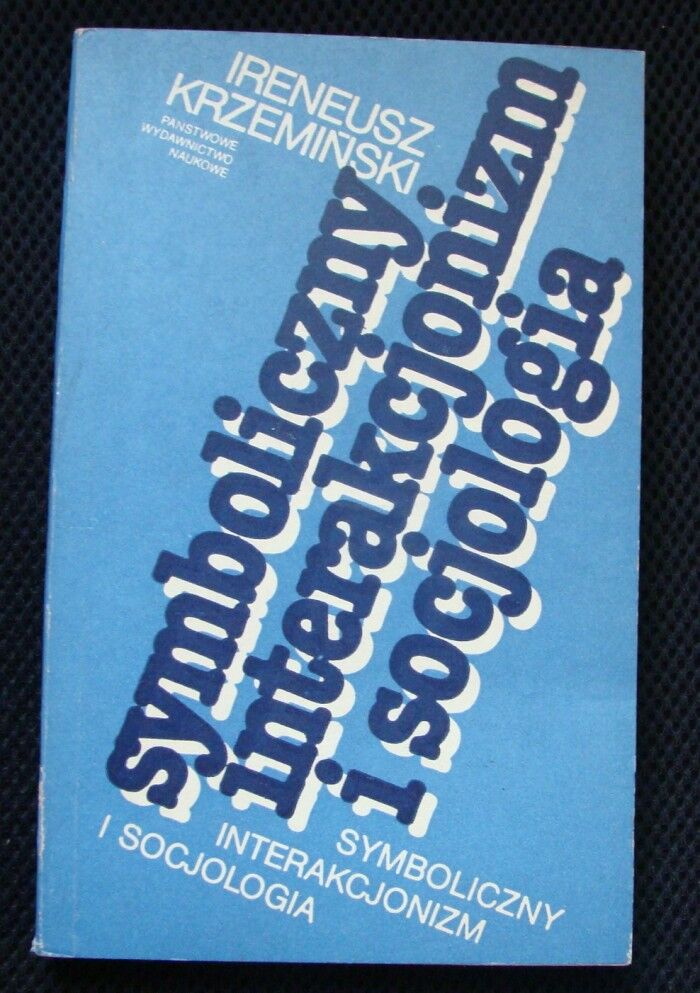 IRENEUSZ
KRZEMIŃSKI
PAŃSTWOWE
WYDAWNICTWO
NAUKOWE
symboliczny
interakcjonizm
i socjologia
SYMBOLICZNY
INTERAKCJONIZM
I SOCJOLOGIA